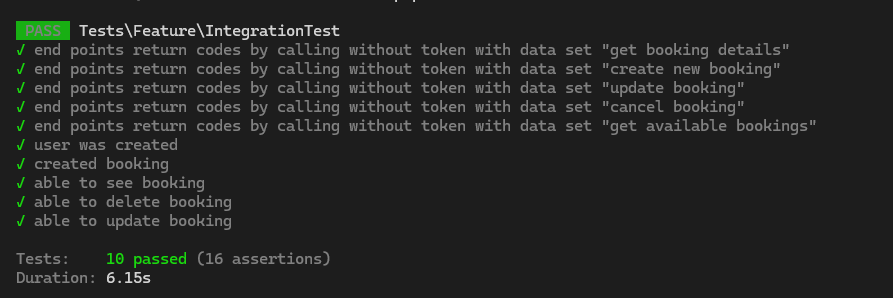 PASS Tests\Feature\IntegrationTest
✓ end points return codes by calling without token with data set "get booking details"
✓ end points return codes by calling without token with data set "create new booking"
✓ end points return codes by calling without token with data set "update booking"
✓ end points return codes by calling without token with data set "cancel booking"
✓ end points return codes by calling without token with data set "get available bookings"
✓ user was created
✓ created booking
✓ able to see booking
✓ able to delete booking
✓ able to update booking
Tests: 10 passed (16 assertions)
Duration: 6.15s